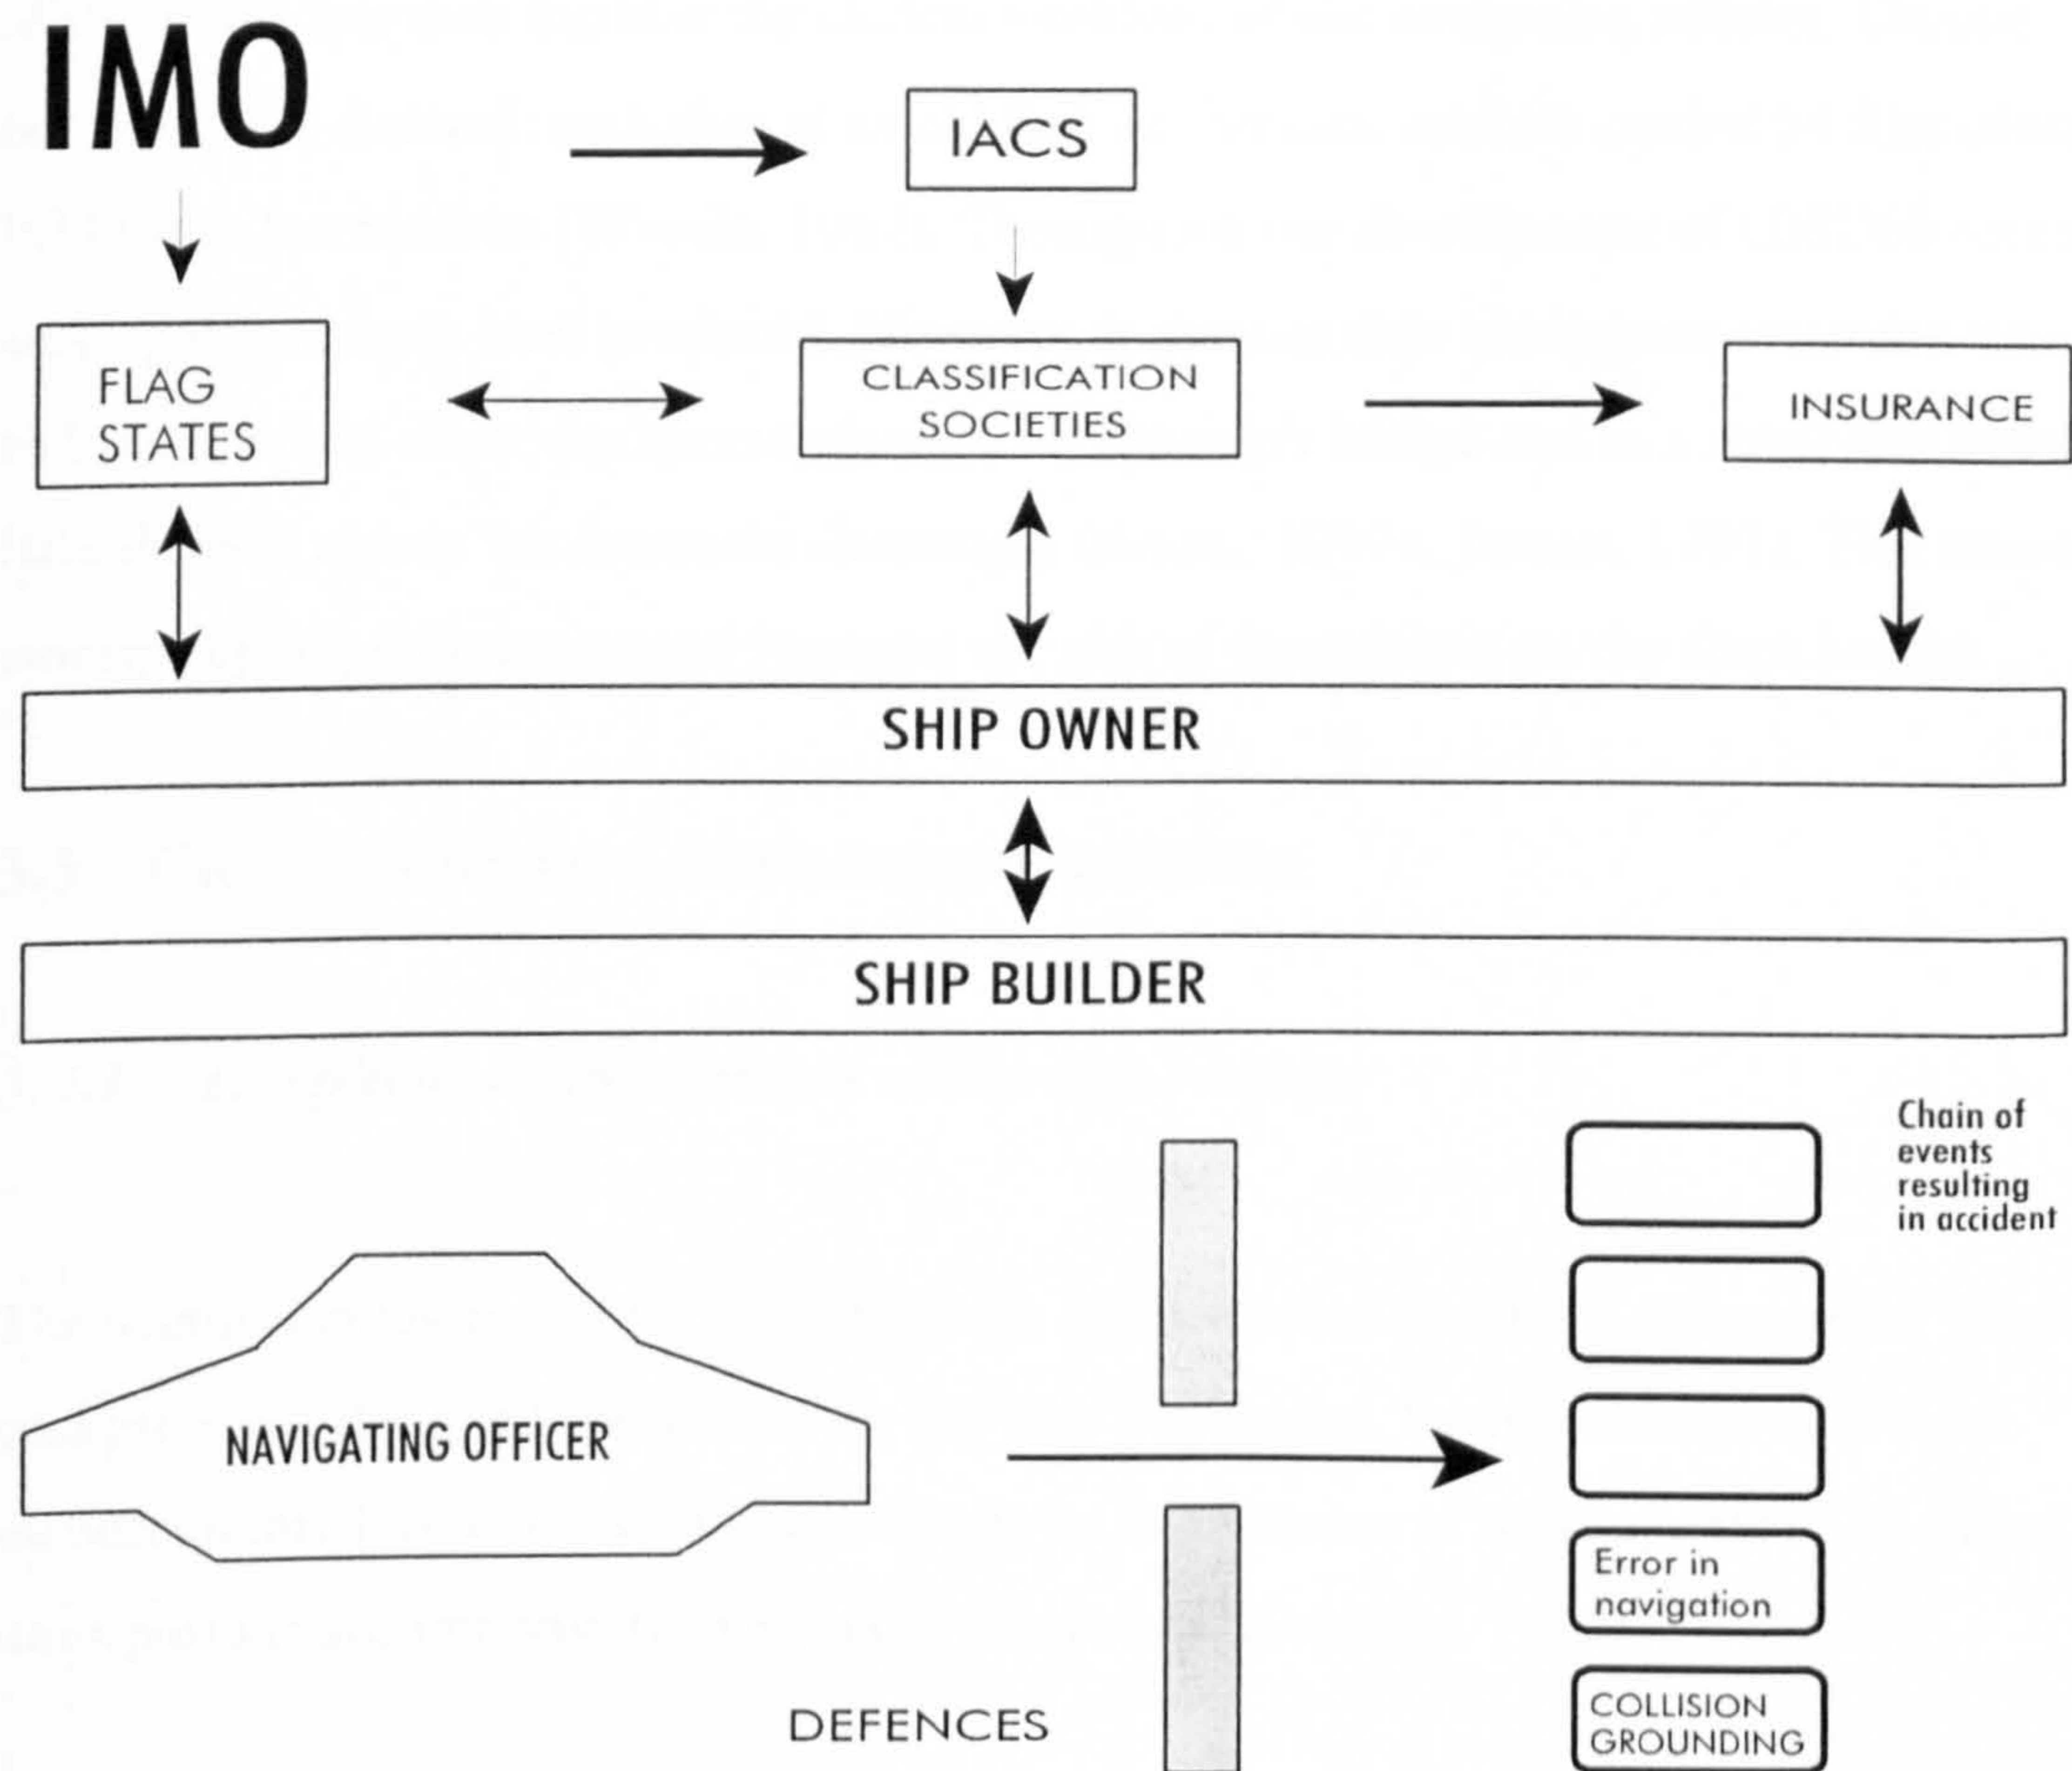 IMO
IACS
FLAG
STATES
CLASSIFICATION
SOCIETIES
INSURANCE
SHIP OWNER
SHIP BUILDER
Chain of
events
resulting
in accident
NAVIGATING OFFICER
Error in
navigation
DEFENCES
COLLISION
GROUNDING